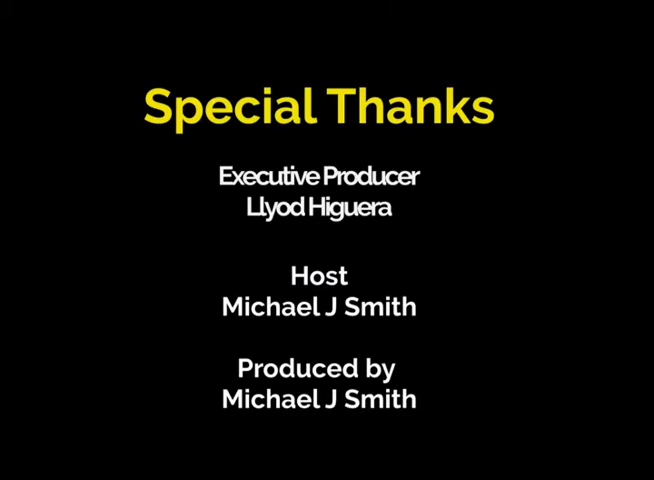 Special Thanks
Executive Producer
Llyod Higuera
Host
Michael J Smith
Produced by
Michael J Smith